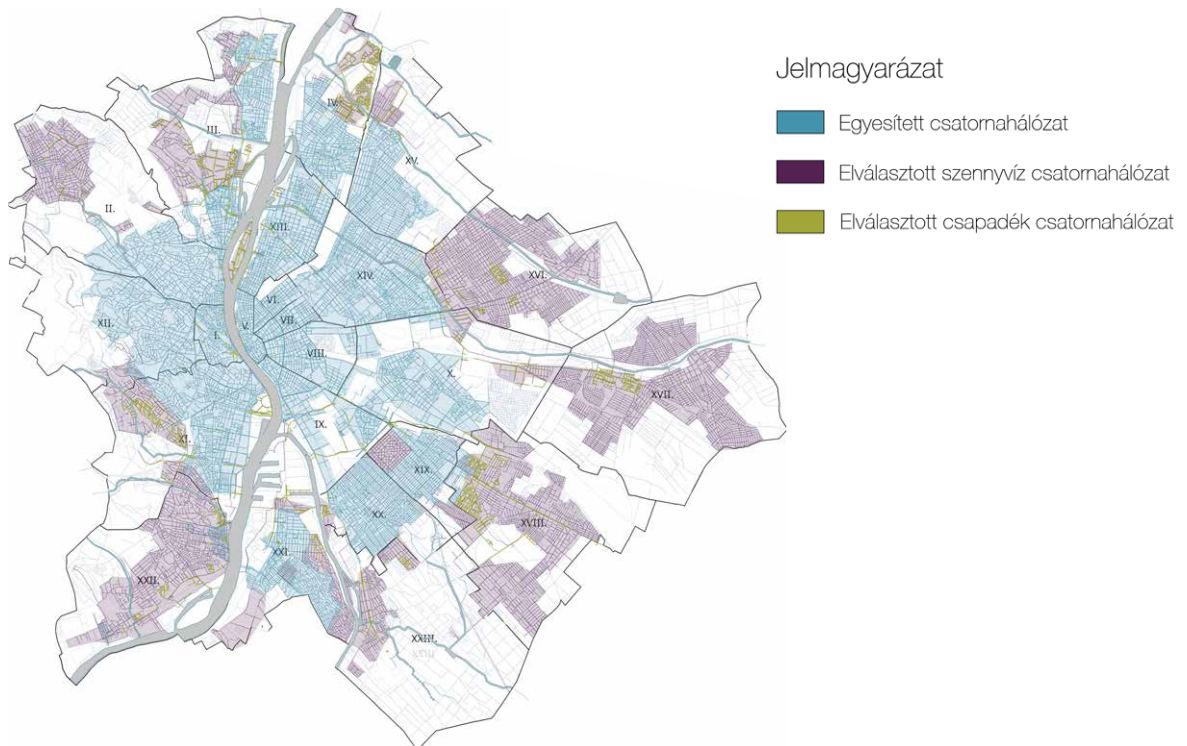 Jelmagyarázat
Egyesített csatornahálózat
Elválasztott szennyvíz csatornahálózat
Elválasztott csapadék csatornahálózat
IV.
III.
XV.
II.
XIII.
XVI.
XIV.
VI.
XII.
I.
V.
VII.
VIII.
X.
XVII.
IX.
XI.
XIX.
XX.
XVIII.
XXI.
XXII.
XXIII.
XXIII